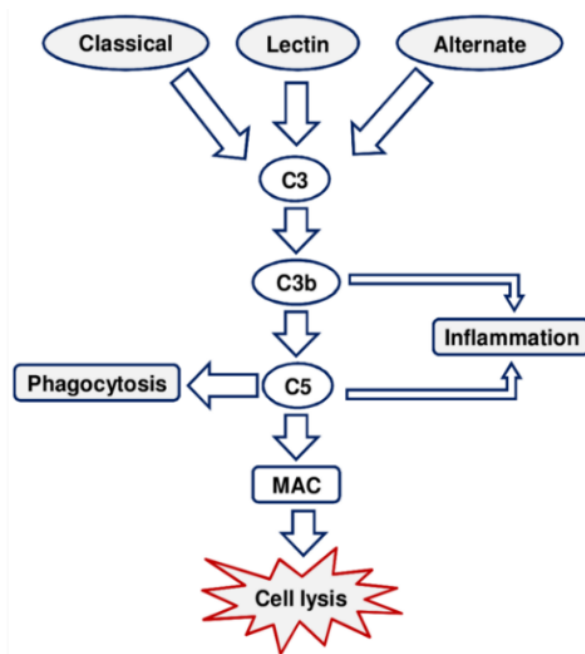 Classical
Lectin
Alternate
C3
C3b
Inflammation
Phagocytosis
C5
MAC
Cell lysis